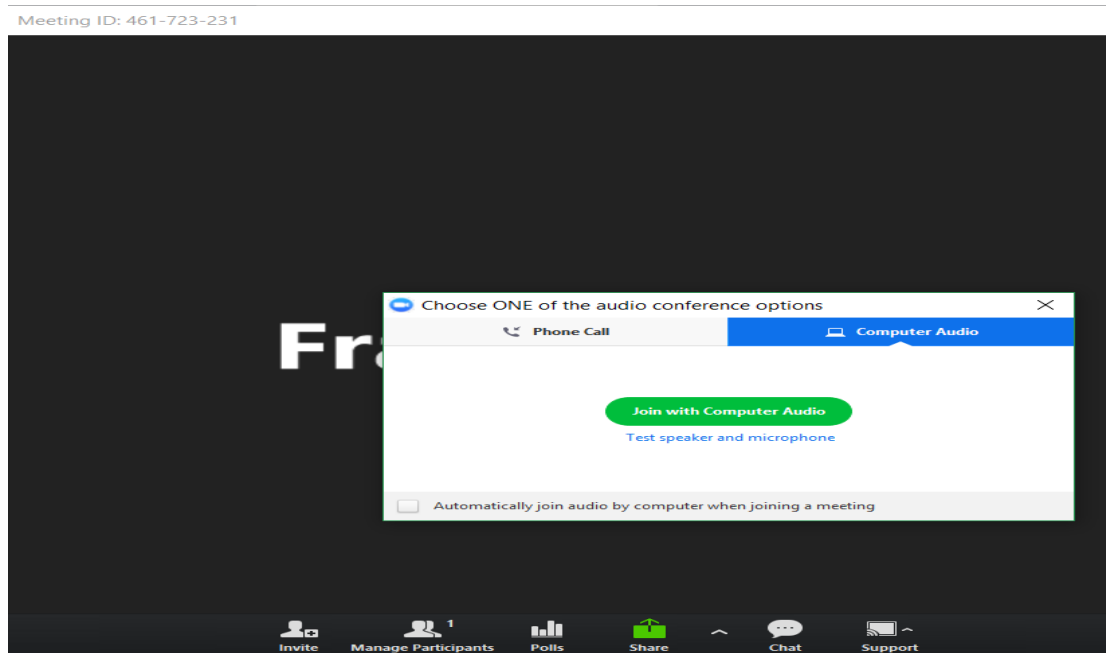 Meeting ID: 461-723-231
Choose ONE of the audio conference options
Phone Call Computer Audio
Join with Computer Audio
Test speaker and microphone
Automatically join audio by computer when joining a meeting
1
Invite Manage Participants Polls Share Chat Support